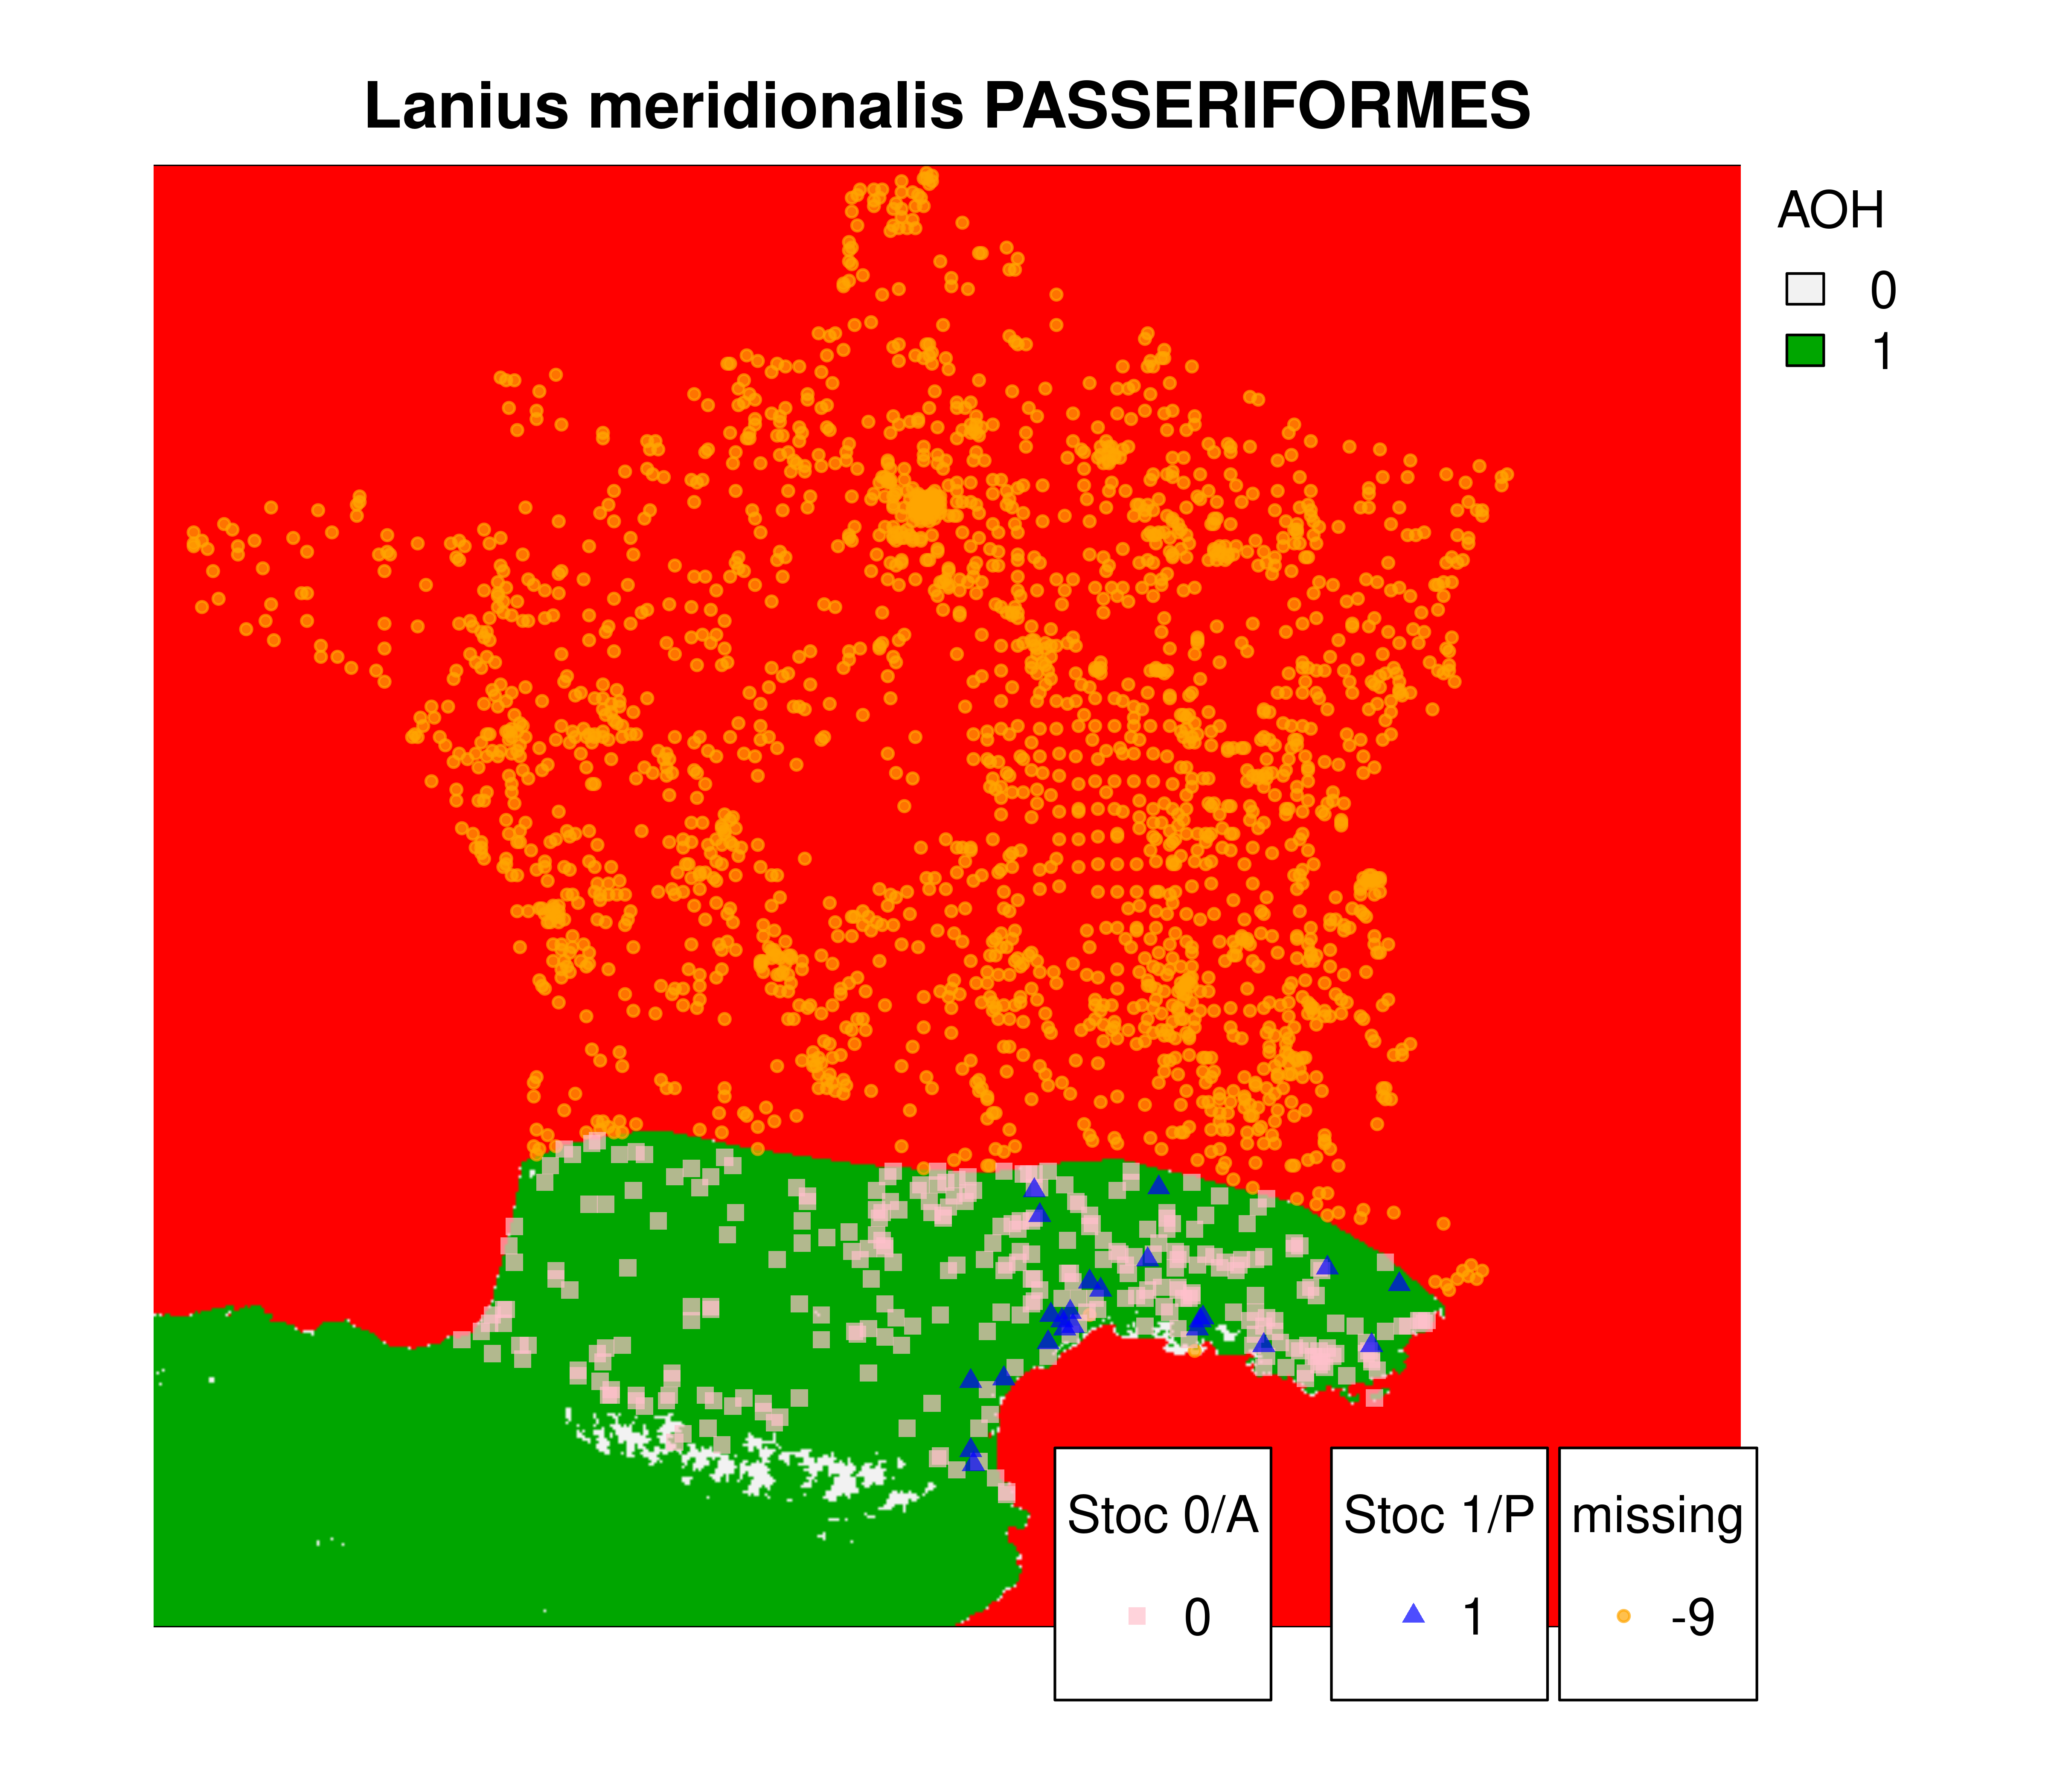 Lanius meridionalis PASSERIFORMES
AOH
0
1
Stoc 0/A
0
Stoc 1/P
1
missing
-9